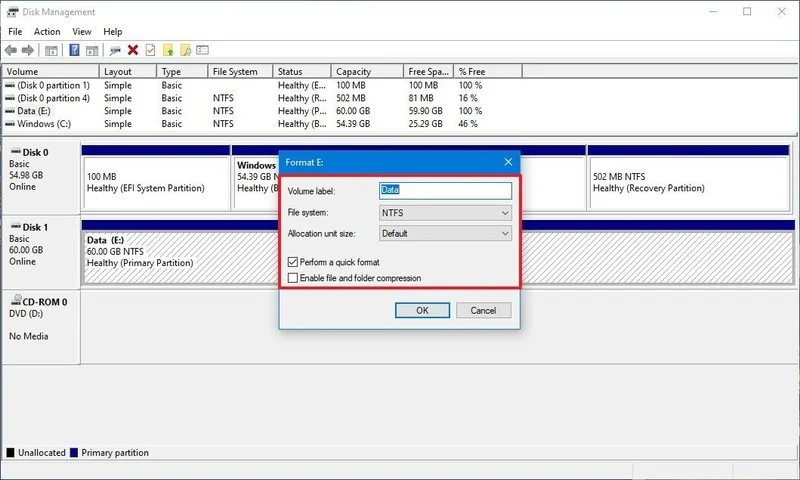 Disk Management
File Action View Help
Volume Layout Type File System Status Capacity Free Spa... % Free
(Disk 0 partition 1) Simple Basic Healthy (E... 100 MB 100 MB 100 %
(Disk 0 partition 4) Simple Basic NTFS Healthy (R... 502 MB 81 MB 16 %
Data (E:) Simple Basic NTFS Healthy (P... 60.00 GB 59.90 GB 100 %
Windows (C:) Simple Basic NTFS Healthy (B... 54.39 GB 25.29 GB 46 %
Disk 0
Basic
54.98 GB
Online
100 MB
Healthy (EFI System Partition)
Windows
54.39 N
Healthy (B
502 MB NTFS
Healthy (Recovery Partition)
Disk 1
Basic
60.00 GB
Online
Data (E:)
60.00 GB NTFS
Healthy (Primary Partition)
CD-ROM 0
DVD (D:)
No Media
Format E:
Volume label: Data
File system: NTFS
Allocation unit size: Default
Perform a quick format
Enable file and folder compression
OK Cancel
Unallocated Primary partition